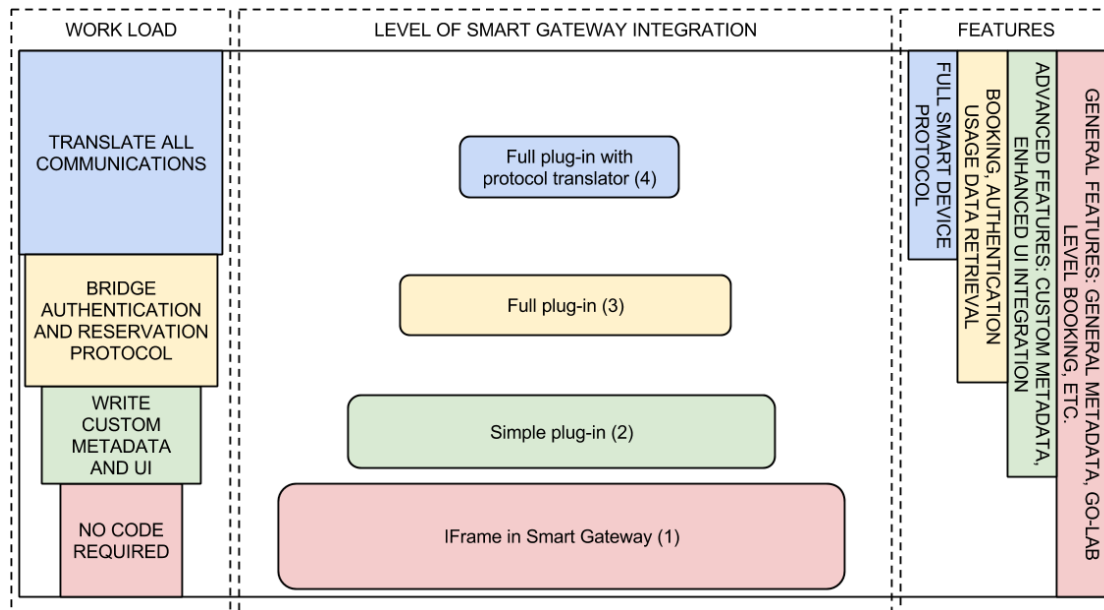 WORK LOAD
LEVEL OF SMART GATEWAY INTEGRATION
FEATURES
TRANSLATE ALL
COMMUNICATIONS
BRIDGE
AUTHENTICATION
AND RESERVATION
PROTOCOL
WRITE
CUSTOM
METADATA
AND UI
NO CODE
REQUIRED
Full plug-in with
protocol translator (4)
Full plug-in (3)
Simple plug-in (2)
IFrame in Smart Gateway (1)
FULL SMART DEVICE
PROTOCOL
BOOKING, AUTHENTICATION
USAGE DATA RETRIEVAL
ADVANCED FEATURES: CUSTOM METADATA,
ENHANCED UI INTEGRATION
GENERAL FEATURES: GENERAL METADATA, GO-LAB
LEVEL BOOKING, ETC.